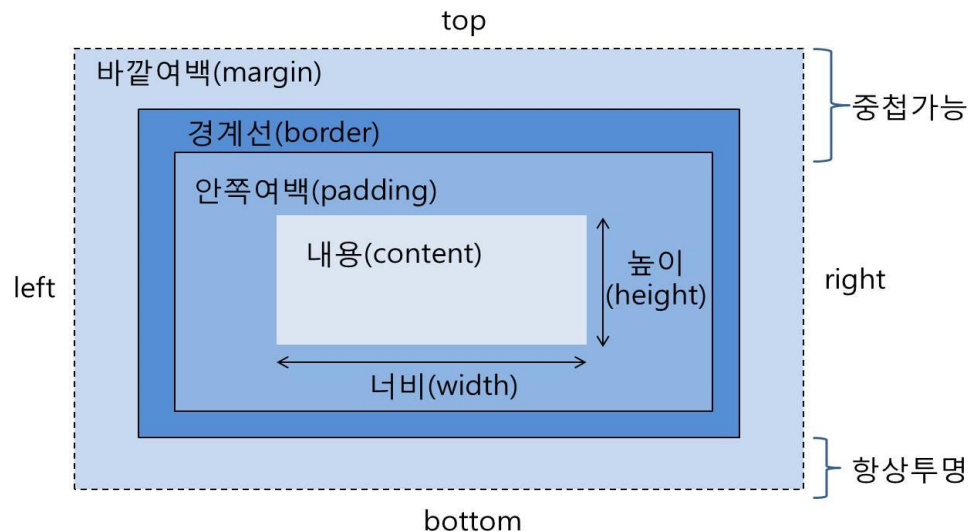 top
바깥여백(margin)
중첩가능
경계선(border)
안쪽여백(padding)
내용(content)
높이
(height)
left
right
너비(width)
항상투명
bottom